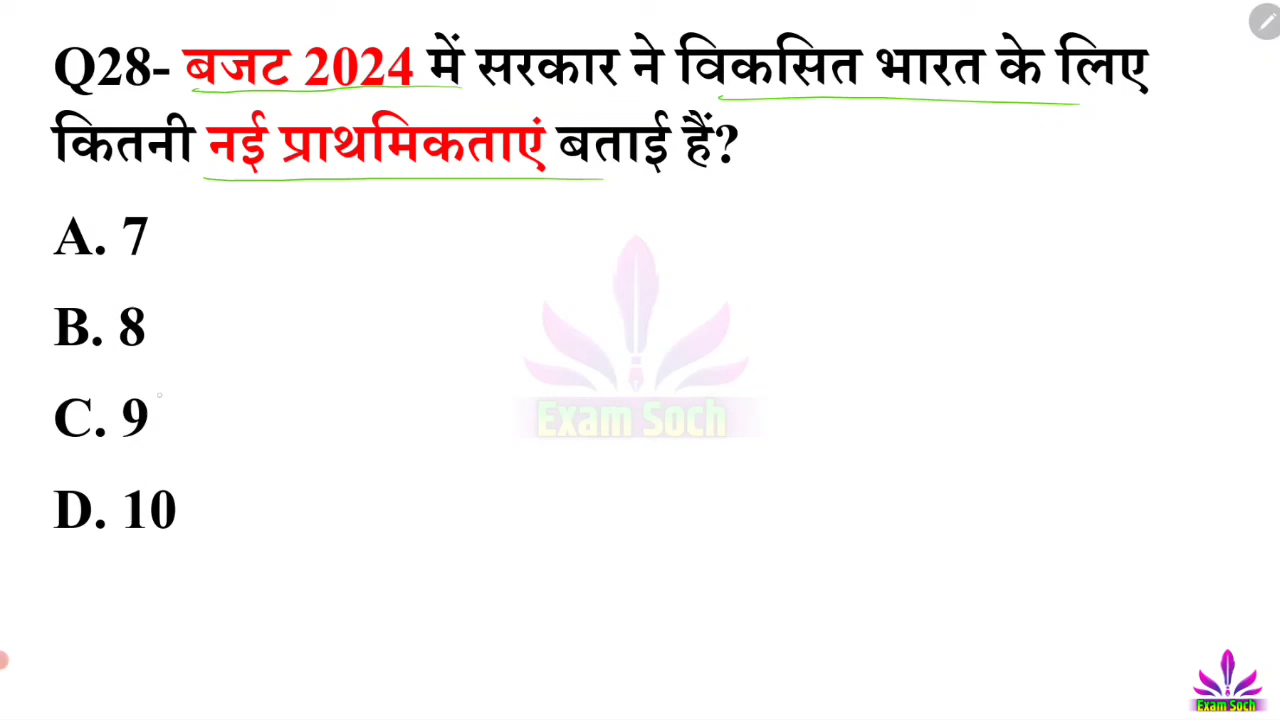 Q28- बजट 2024 में सरकार ने विकसित भारत के लिए
कितनी नई प्राथमिकताएं बताई हैं?
A. 7
B. 8
C. 9
D. 10
Exam Soch
Exam Soch